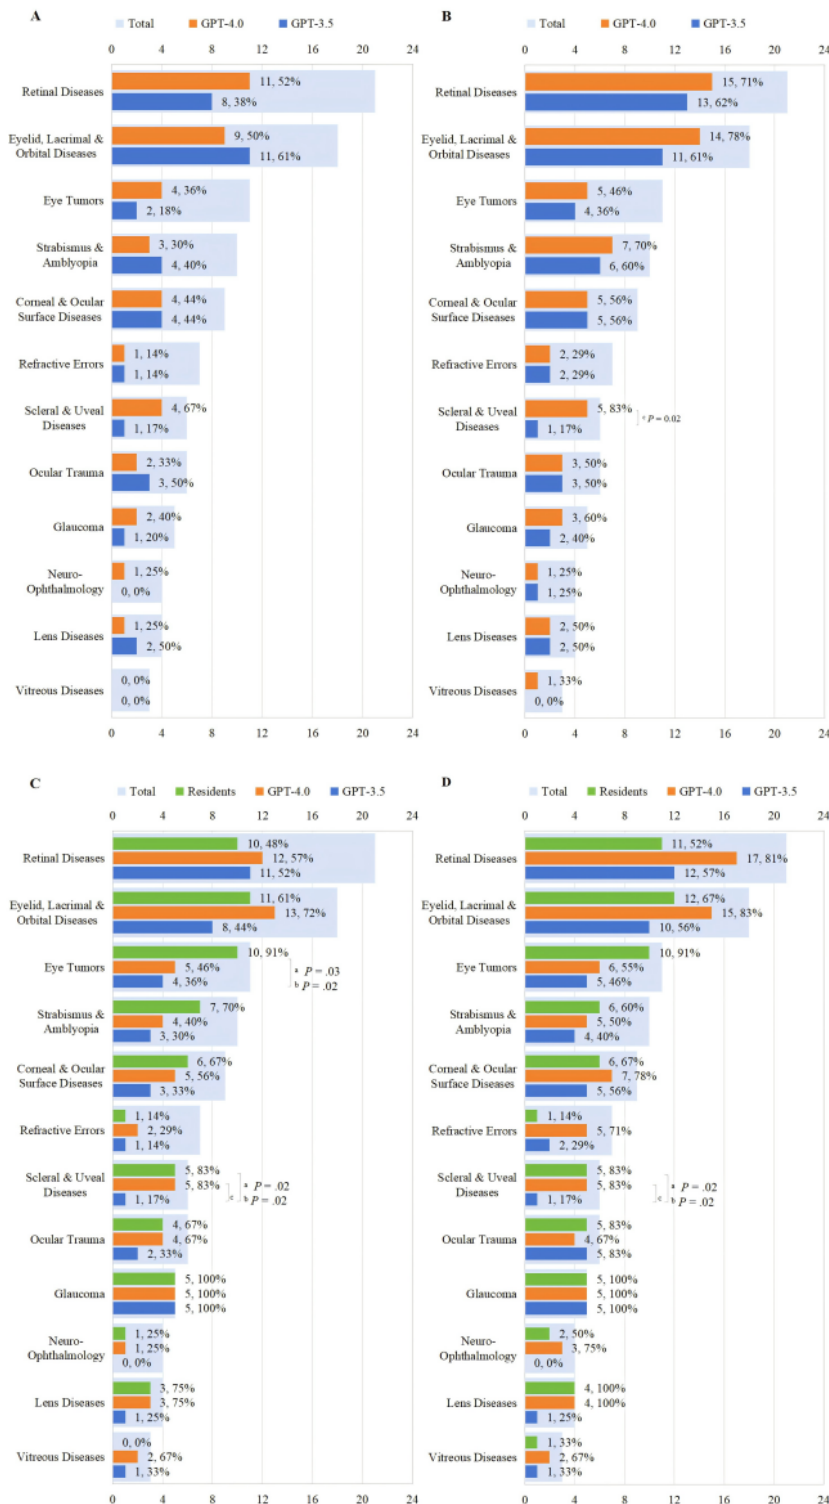 A
Total GPT-4.0 GPT-3.5
0 4 8 12 16 20 24
Retinal Diseases
11, 52%
8, 38%
Eyelid, Lacrimal &
Orbital Diseases
9, 50%
11, 61%
Eye Tumors
4, 36%
2, 18%
Strabismus &
Amblyopia
3, 30%
4, 40%
Corneal & Ocular
Surface Diseases
4, 44%
4, 44%
Refractive Errors
1, 14%
1, 14%
Scleral & Uveal
Diseases
4, 67%
1, 17%
Ocular Trauma
2, 33%
3, 50%
Glaucoma
2, 40%
1, 20%
Neuro-
Ophthalmology
1, 25%
0, 0%
Lens Diseases
1, 25%
2, 50%
Vitreous Diseases
0, 0%
0, 0%
0 4 8 12 16 20 24
B
Total GPT-4.0 GPT-3.5
0 4 8 12 16 20 24
Retinal Diseases
15, 71%
13, 62%
Eyelid, Lacrimal &
Orbital Diseases
14, 78%
11, 61%
Eye Tumors
5, 46%
4, 36%
Strabismus &
Amblyopia
7, 70%
6, 60%
Corneal & Ocular
Surface Diseases
5, 56%
5, 56%
Refractive Errors
2, 29%
2, 29%
Scleral & Uveal
Diseases
5, 83%
1, 17%
c P = 0.02
Ocular Trauma
3, 50%
3, 50%
Glaucoma
3, 60%
2, 40%
Neuro-
Ophthalmology
1, 25%
1, 25%
Lens Diseases
2, 50%
2, 50%
Vitreous Diseases
1, 33%
0, 0%
0 4 8 12 16 20 24
C
Total Residents GPT-4.0 GPT-3.5
0 4 8 12 16 20 24
Retinal Diseases
10, 48%
12, 57%
11, 52%
Eyelid, Lacrimal &
Orbital Diseases
11, 61%
13, 72%
8, 44%
Eye Tumors
10, 91%
5, 46%
4, 36%
a P = .03
b P = .02
Strabismus &
Amblyopia
7, 70%
4, 40%
3, 30%
Corneal & Ocular
Surface Diseases
6, 67%
5, 56%
3, 33%
Refractive Errors
1, 14%
2, 29%
1, 14%
Scleral & Uveal
Diseases
5, 83%
5, 83%
1, 17%
a P = .02
c b P = .02
Ocular Trauma
4, 67%
4, 67%
2, 33%
Glaucoma
5, 100%
5, 100%
5, 100%
Neuro-
Ophthalmology
1, 25%
1, 25%
0, 0%
Lens Diseases
3, 75%
3, 75%
1, 25%
Vitreous Diseases
0, 0%
2, 67%
1, 33%
0 4 8 12 16 20 24
D
Total Residents GPT-4.0 GPT-3.5
0 4 8 12 16 20 24
Retinal Diseases
11, 52%
17, 81%
12, 57%
Eyelid, Lacrimal &
Orbital Diseases
12, 67%
15, 83%
10, 56%
Eye Tumors
10, 91%
6, 55%
5, 46%
Strabismus &
Amblyopia
6, 60%
5, 50%
4, 40%
Corneal & Ocular
Surface Diseases
6, 67%
7, 78%
5, 56%
Refractive Errors
1, 14%
5, 71%
2, 29%
Scleral & Uveal
Diseases
5, 83%
5, 83%
1, 17%
a P = .02
c b P = .02
Ocular Trauma
5, 83%
4, 67%
5, 83%
Glaucoma
5, 100%
5, 100%
5, 100%
Neuro-
Ophthalmology
2, 50%
3, 75%
0, 0%
Lens Diseases
4, 100%
4, 100%
1, 25%
Vitreous Diseases
1, 33%
2, 67%
1, 33%
0 4 8 12 16 20 24